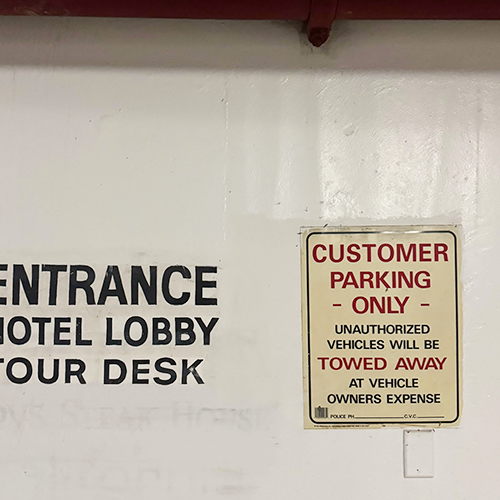 ENTRANCE
HOTEL LOBBY
TOUR DESK
CUSTOMER
PARKING
- ONLY -
UNAUTHORIZED
VEHICLES WILL BE
TOWED AWAY
AT VEHICLE
OWNERS EXPENSE
POLICE PH. C.V.C.